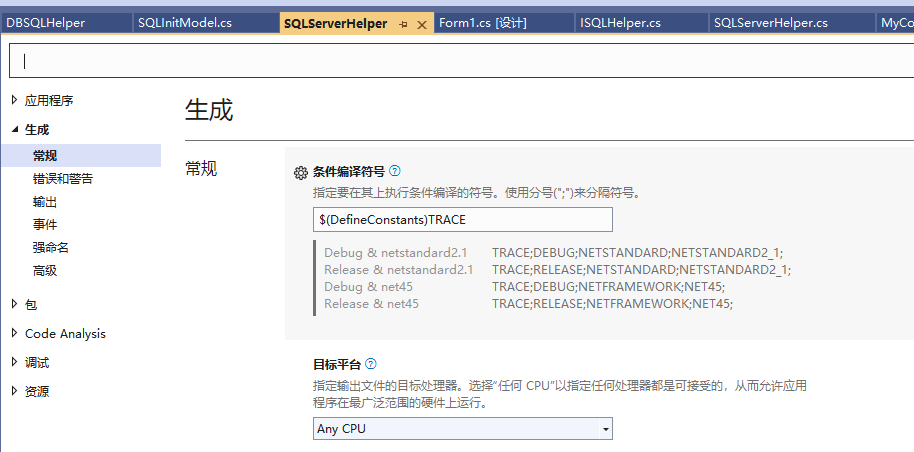 DBSQLHelper SQLInitModel.cs SQLServerHelper Form1.cs [设计] ISQLHelper.cs SQLServerHelper.cs MyCo
应用程序
生成
常规
错误和警告
输出
事件
强命名
高级
包
Code Analysis
调试
资源
生成
常规
条件编译符号
指定要在其上执行条件编译的符号。使用分号(";")来分隔符号。
$(DefineConstants)TRACE
Debug & netstandard2.1 TRACE;DEBUG;NETSTANDARD;NETSTANDARD2_1;
Release & netstandard2.1 TRACE;RELEASE;NETSTANDARD;NETSTANDARD2_1;
Debug & net45 TRACE;DEBUG;NETFRAMEWORK;NET45;
Release & net45 TRACE;RELEASE;NETFRAMEWORK;NET45;
目标平台
指定输出文件的目标处理器。选择"任何 CPU"以指定任何处理器都是可接受的，从而允许应用
程序在最广泛范围的硬件上运行。
Any CPU